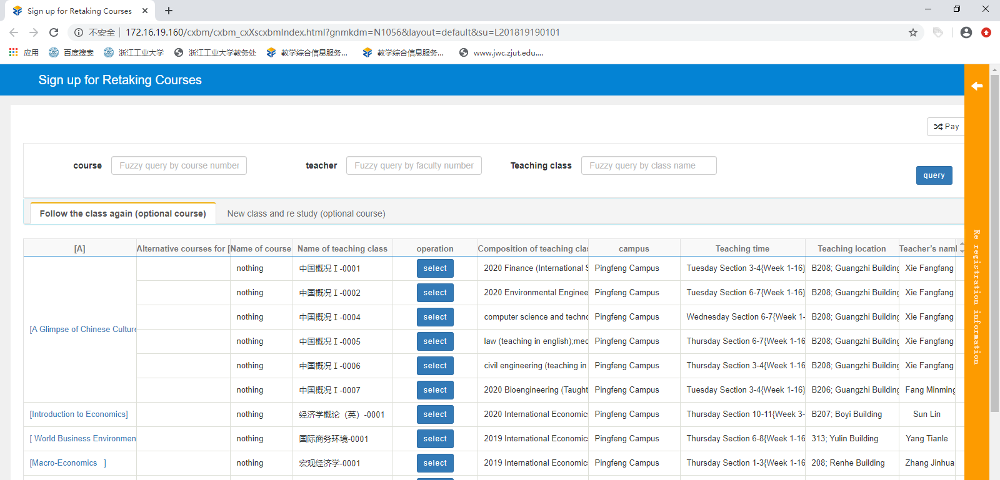 Sign up for Retaking Courses
不安全 172.16.19.160/cxbm/cxbm_cxXscxbmIndex.html?gnmkdm=N1056&layout=default&su=L201819190101
应用 百度搜索 浙江工业大学 浙江工业大学教务处 教学综合信息服务... 教学综合信息服务... www.jwc.zjut.edu....
Sign up for Retaking Courses
Pay
course Fuzzy query by course number teacher Fuzzy query by faculty number Teaching class Fuzzy query by class name
query
Follow the class again (optional course) New class and re study (optional course)
[A] Alternative courses for [ Name of course Name of teaching class operation Composition of teaching clas campus Teaching time Teaching location Teacher's nam
nothing 中国概况Ⅰ-0001 select 2020 Finance (International S Pingfeng Campus Tuesday Section 3-4{Week 1-16} B208; Guangzhi Building Xie Fangfang
nothing 中国概况Ⅰ-0002 select 2020 Environmental Enginee Pingfeng Campus Tuesday Section 6-7{Week 1-16} B208; Guangzhi Building Xie Fangfang
nothing 中国概况Ⅰ-0004 select computer science and techno Pingfeng Campus Wednesday Section 6-7{Week 1- B208; Guangzhi Building Xie Fangfang
[A Glimpse of Chinese Culture
nothing 中国概况Ⅰ-0005 select law (teaching in english);mec Pingfeng Campus Thursday Section 6-7{Week 1-16 B208; Guangzhi Building Xie Fangfang
nothing 中国概况Ⅰ-0006 select civil engineering (teaching in Pingfeng Campus Thursday Section 3-4{Week 1-16 B208; Guangzhi Building Xie Fangfang
nothing 中国概况Ⅰ-0007 select 2020 Bioengineering (Taught Pingfeng Campus Tuesday Section 3-4{Week 1-16} B206; Guangzhi Building Fang Minming
[Introduction to Economics] nothing 经济学概论（英）-0001 select 2020 International Economics Pingfeng Campus Thursday Section 10-11{Week 3- B207; Boyi Building Sun Lin
[ World Business Environmen nothing 国际商务环境-0001 select 2019 International Economics Pingfeng Campus Thursday Section 6-8{Week 1-16 313; Yulin Building Yang Tianle
[Macro-Economics ] nothing 宏观经济学-0001 select 2019 International Economics Pingfeng Campus Thursday Section 1-3{Week 1-16 208; Renhe Building Zhang Jinhua
Re registration information